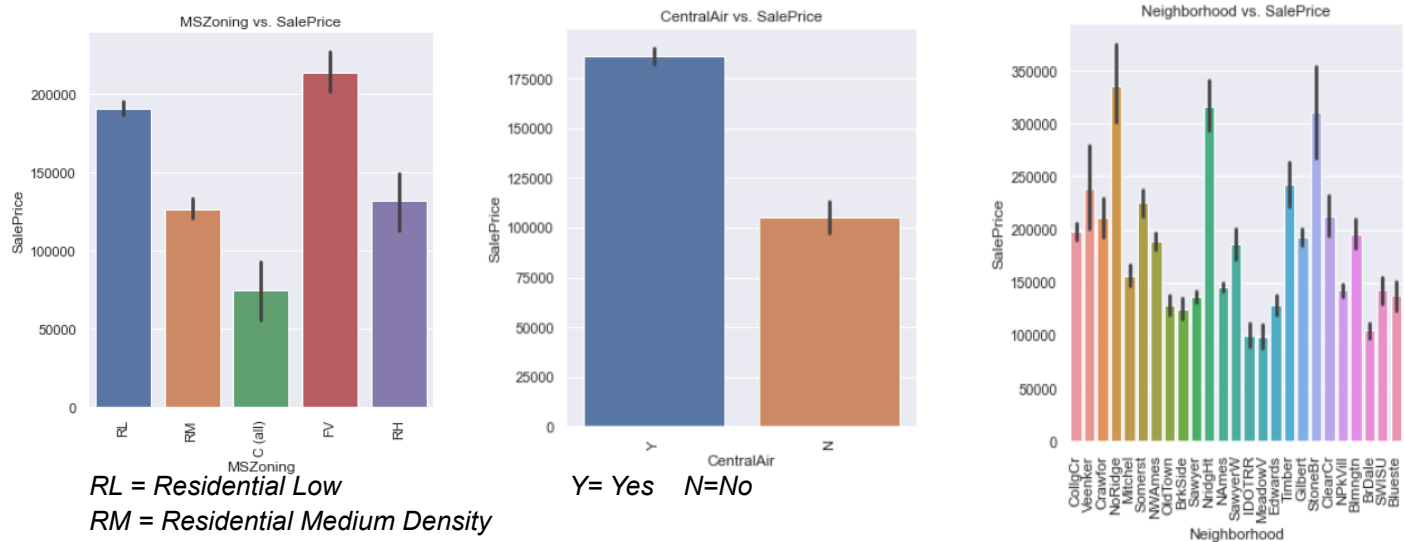 MSZoning vs. SalePrice
SalePrice
200000
150000
100000
50000
0
RL
RM
C (all)
FV
RH
MSZoning
RL = Residential Low
RM = Residential Medium Density
CentralAir vs. SalePrice
SalePrice
175000
150000
125000
100000
75000
50000
25000
0
Y
N
CentralAir
Y= Yes N=No
Neighborhood vs. SalePrice
SalePrice
350000
300000
250000
200000
150000
100000
50000
0
CollgCr
Veenker
Crawfor
NoRidge
Mitchel
Somerst
NWAmes
OldTown
BrkSide
Sawyer
NridgHt
NAmes
SawyerW
IDOTRR
MeadowV
Edwards
Timber
Gilbert
StoneBr
ClearCr
NPkVill
Blmngtn
BrDale
SWISU
Blueste
Neighborhood